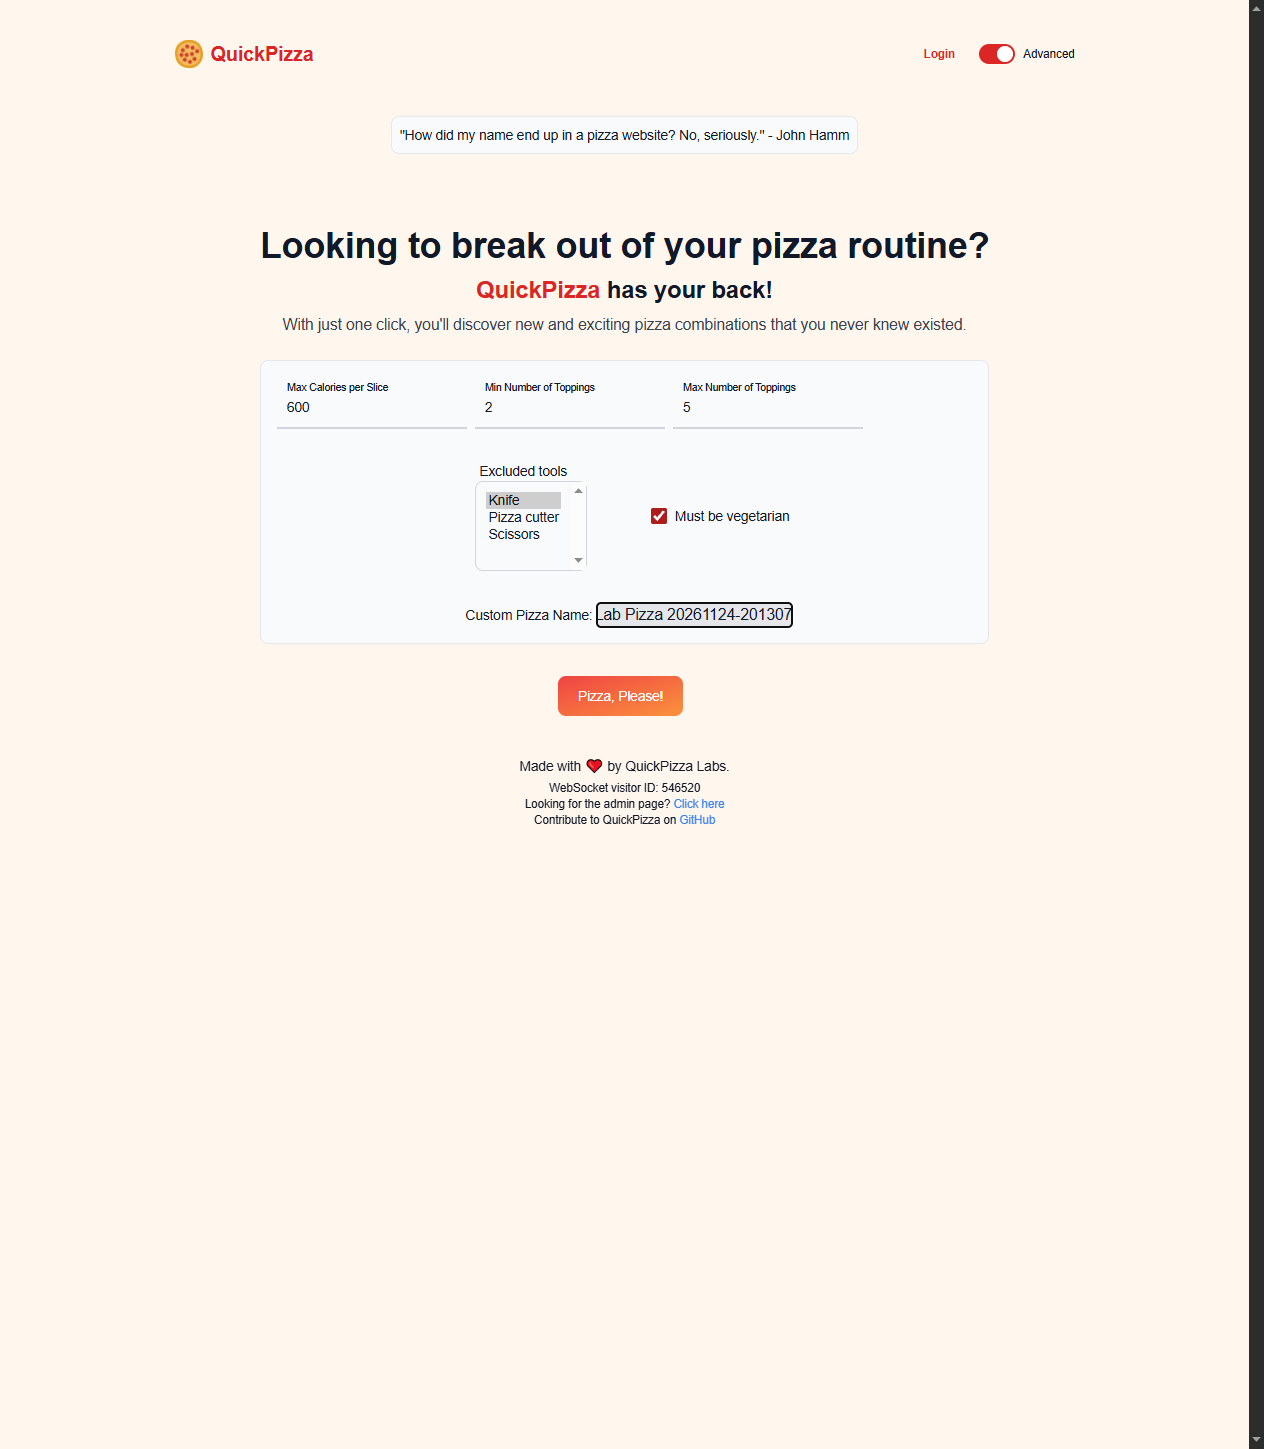 QuickPizza
Login
Advanced
"How did my name end up in a pizza website? No, seriously." - John Hamm
Looking to break out of your pizza routine?
QuickPizza has your back!
With just one click, you'll discover new and exciting pizza combinations that you never knew existed.
Max Calories per Slice
600
Min Number of Toppings
2
Max Number of Toppings
5
Excluded tools
Knife
Pizza cutter
Scissors
Must be vegetarian
Custom Pizza Name: Lab Pizza 20261124-201307
Pizza, Please!
Made with by QuickPizza Labs.
WebSocket visitor ID: 546520
Looking for the admin page? Click here
Contribute to QuickPizza on GitHub